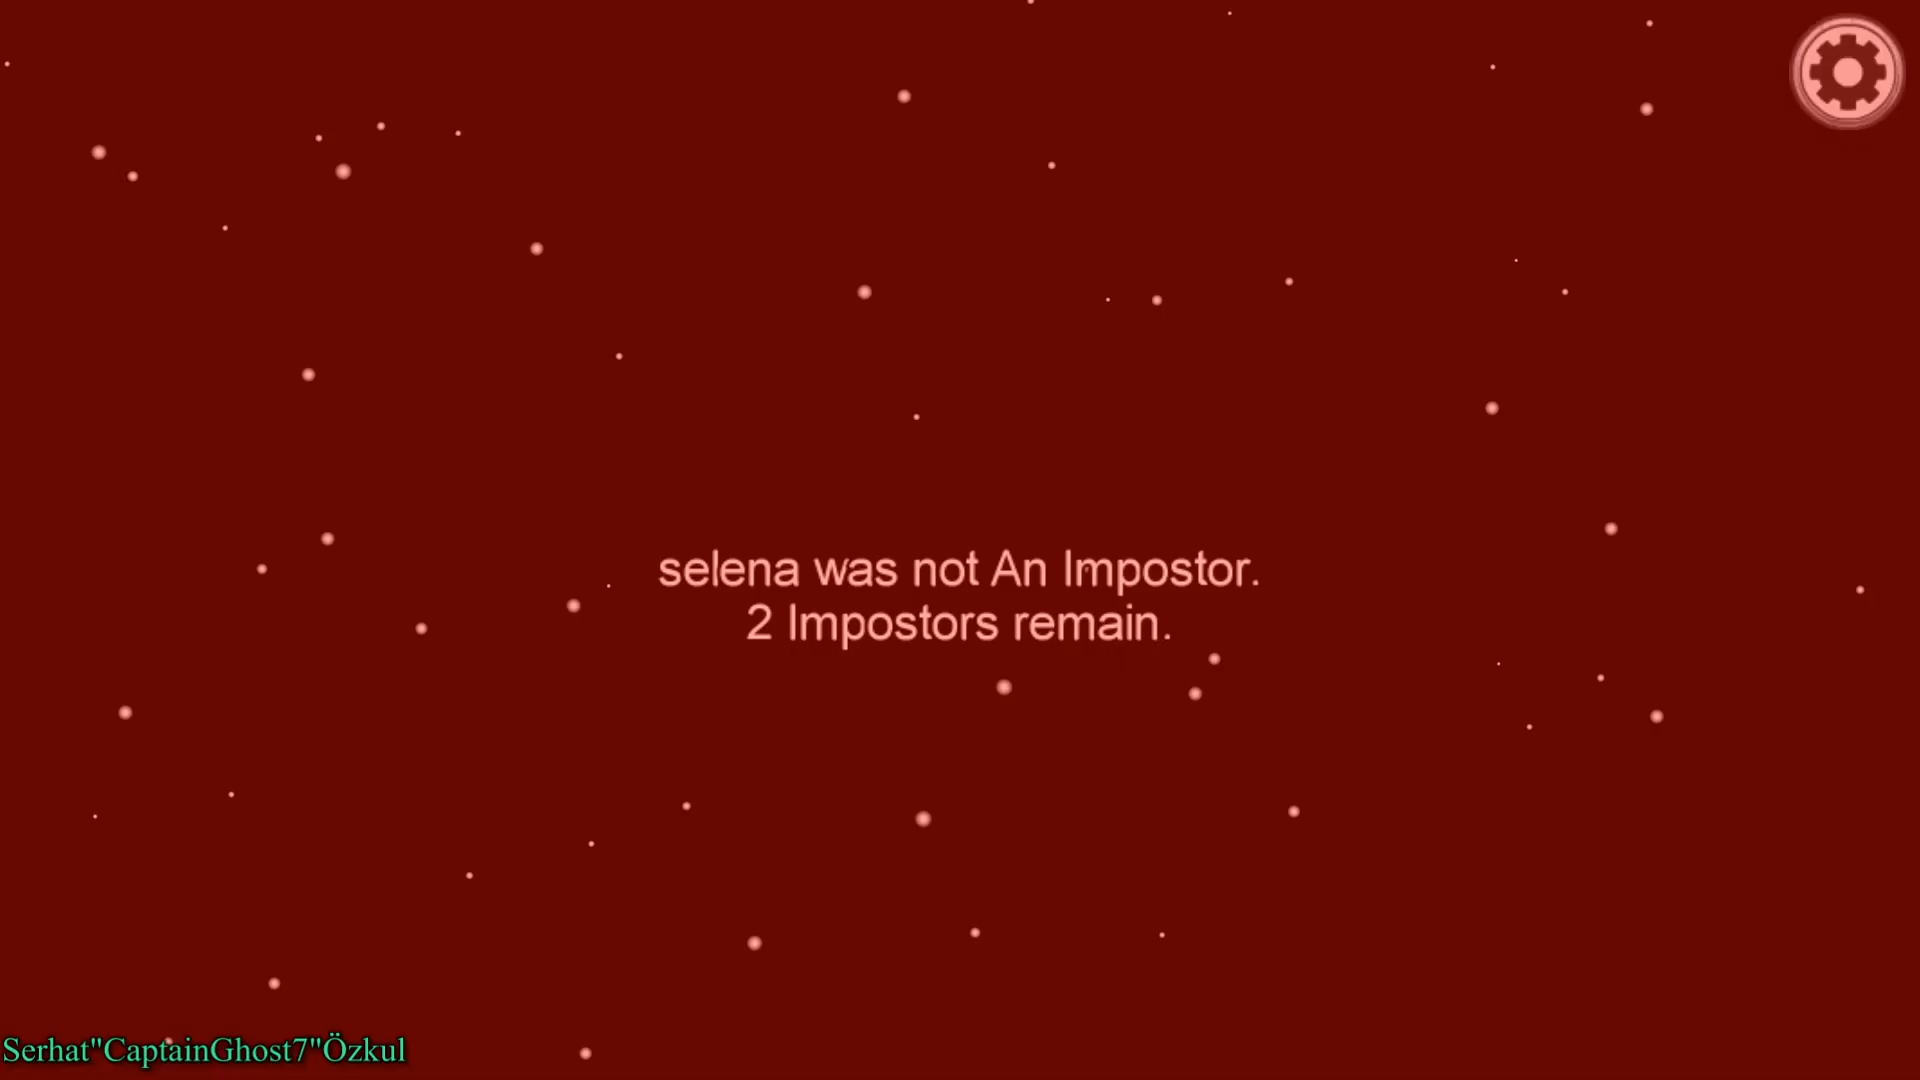 selena was not An Impostor.
2 Impostors remain.
Serhat"CaptainGhost7"Özkul